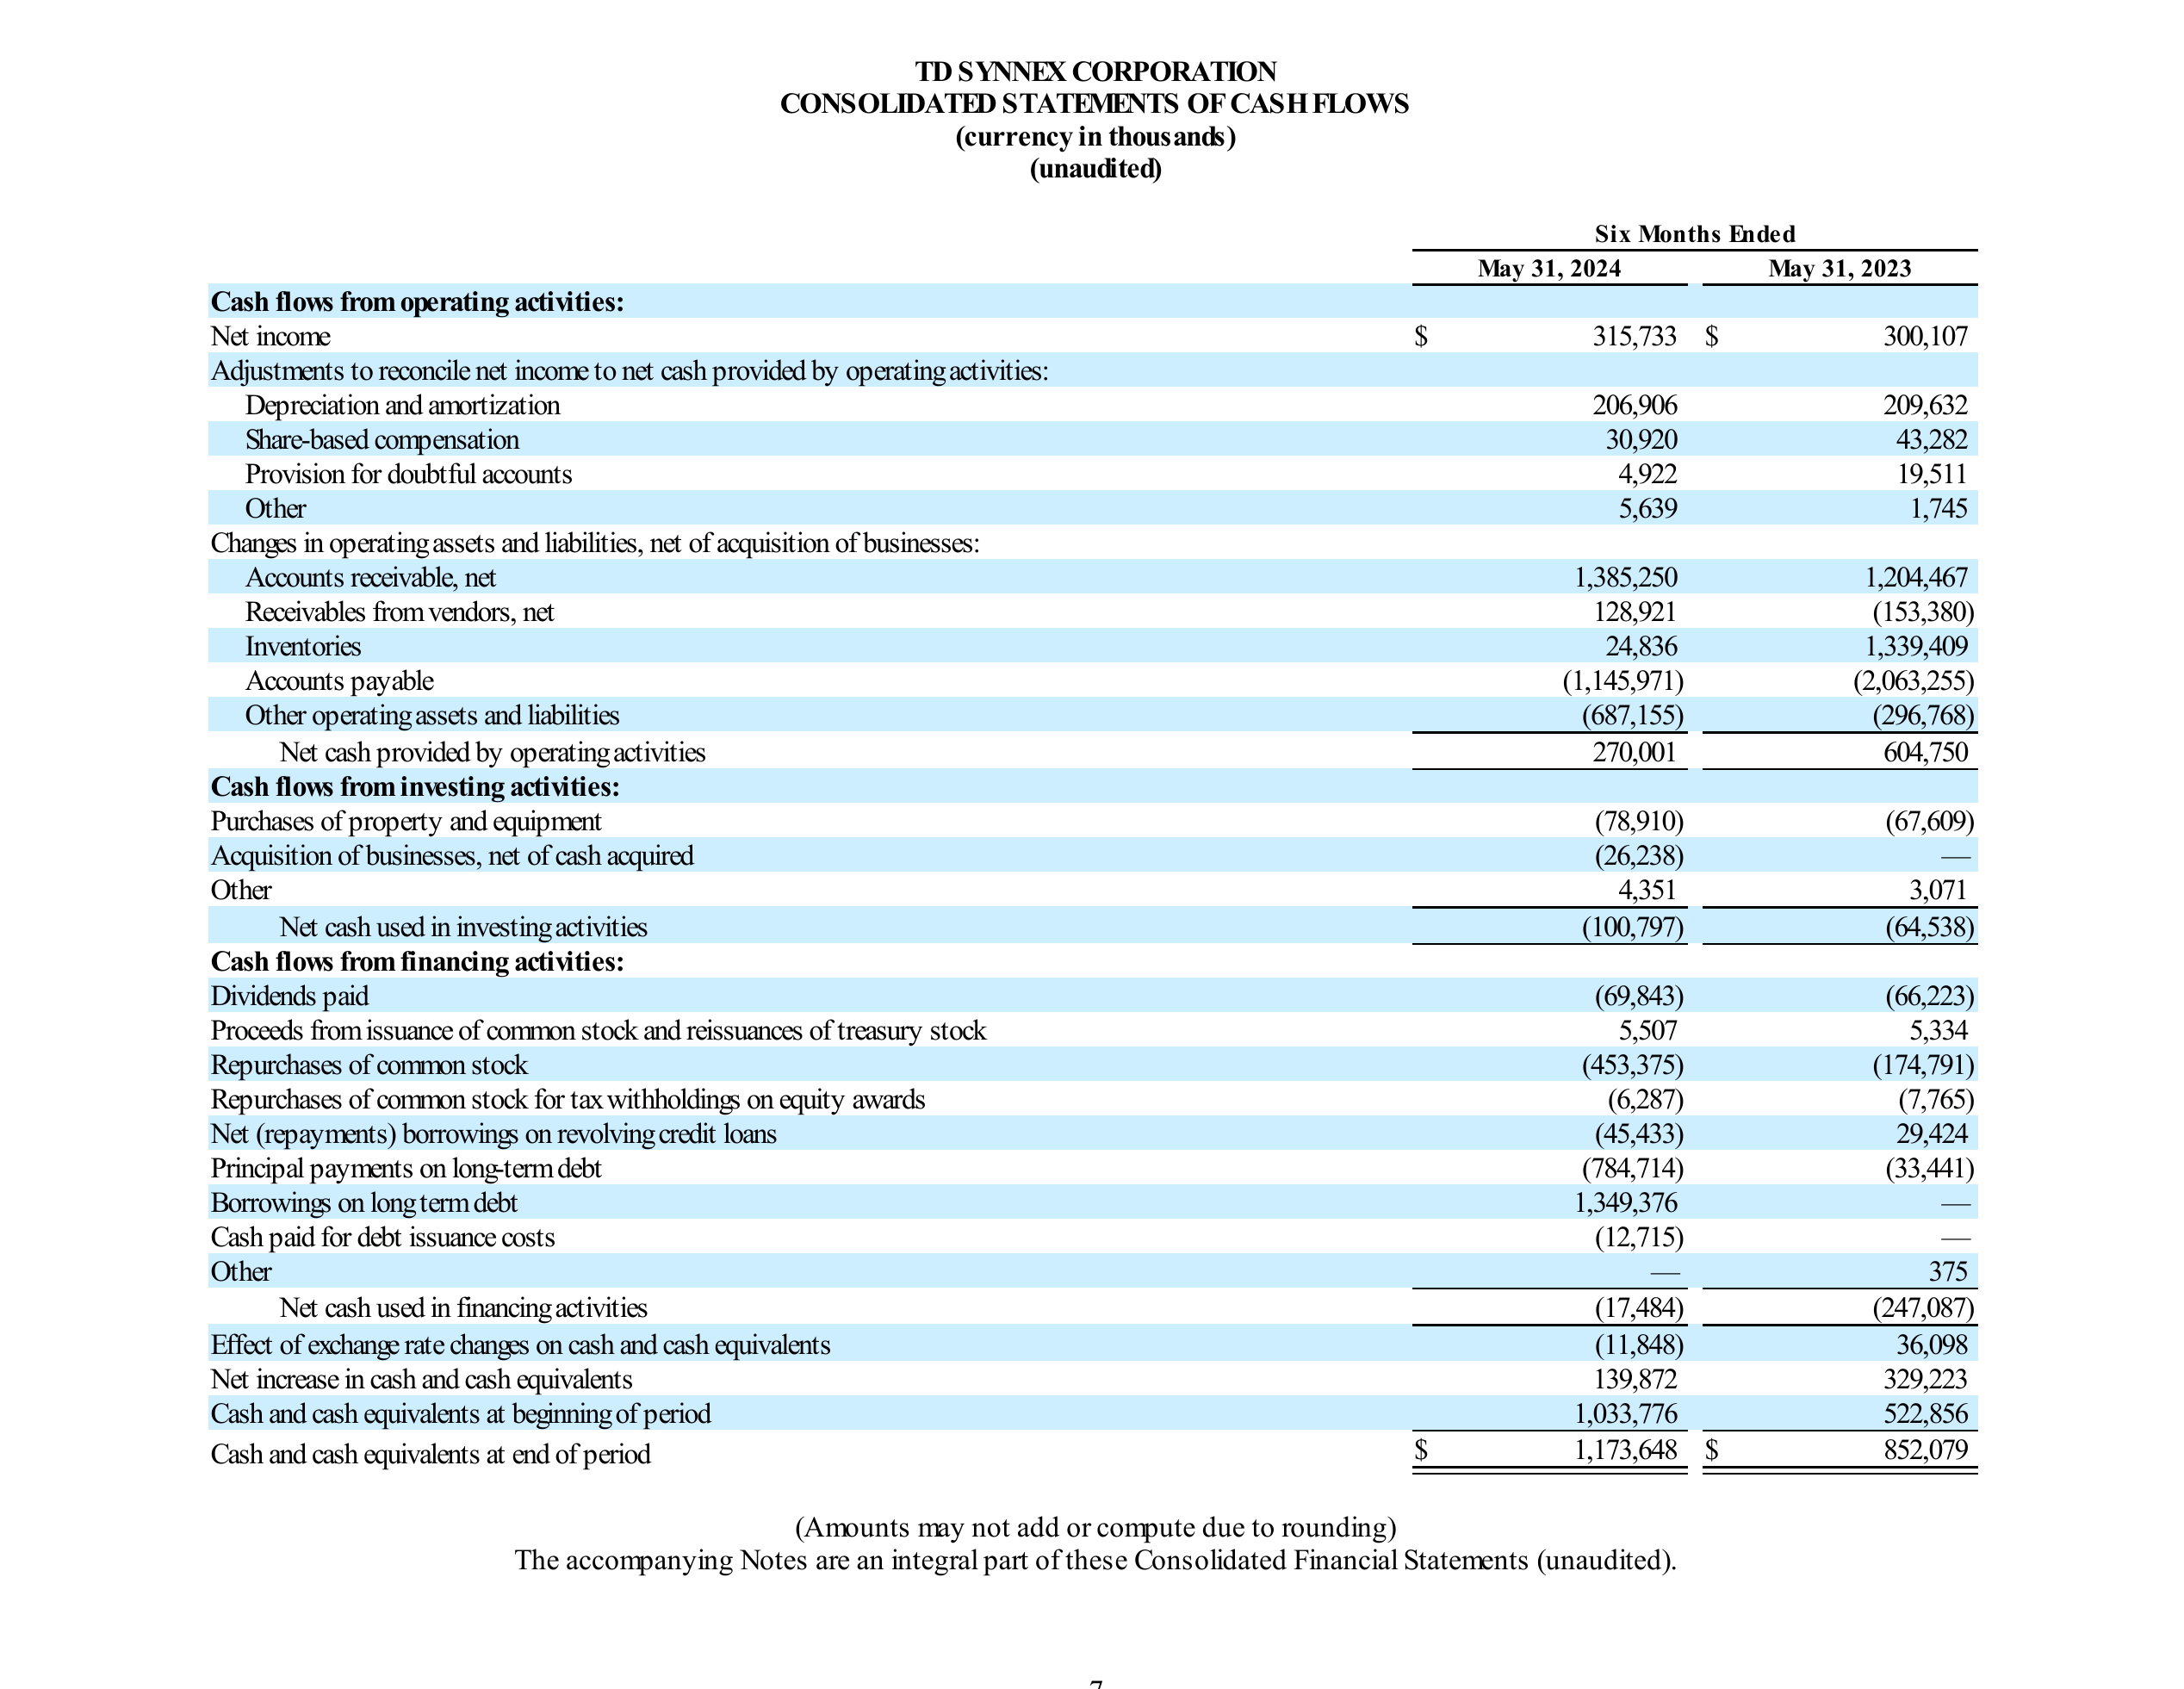 TD SYNNEX CORPORATION
CONSOLIDATED STATEMENTS OF CASH FLOWS
(currency in thousands)
(unaudited)
Six Months Ended
May 31, 2024 May 31, 2023
Cash flows from operating activities:
Net income $ 315,733 $ 300,107
Adjustments to reconcile net income to net cash provided by operating activities:
Depreciation and amortization 206,906 209,632
Share-based compensation 30,920 43,282
Provision for doubtful accounts 4,922 19,511
Other 5,639 1,745
Changes in operating assets and liabilities, net of acquisition of businesses:
Accounts receivable, net 1,385,250 1,204,467
Receivables from vendors, net 128,921 (153,380)
Inventories 24,836 1,339,409
Accounts payable (1,145,971) (2,063,255)
Other operating assets and liabilities (687,155) (296,768)
Net cash provided by operating activities 270,001 604,750
Cash flows from investing activities:
Purchases of property and equipment (78,910) (67,609)
Acquisition of businesses, net of cash acquired (26,238) —
Other 4,351 3,071
Net cash used in investing activities (100,797) (64,538)
Cash flows from financing activities:
Dividends paid (69,843) (66,223)
Proceeds from issuance of common stock and reissuances of treasury stock 5,507 5,334
Repurchases of common stock (453,375) (174,791)
Repurchases of common stock for tax withholdings on equity awards (6,287) (7,765)
Net (repayments) borrowings on revolving credit loans (45,433) 29,424
Principal payments on long-term debt (784,714) (33,441)
Borrowings on long term debt 1,349,376 —
Cash paid for debt issuance costs (12,715) —
Other — 375
Net cash used in financing activities (17,484) (247,087)
Effect of exchange rate changes on cash and cash equivalents (11,848) 36,098
Net increase in cash and cash equivalents 139,872 329,223
Cash and cash equivalents at beginning of period 1,033,776 522,856
Cash and cash equivalents at end of period $ 1,173,648 $ 852,079
(Amounts may not add or compute due to rounding)
The accompanying Notes are an integral part of these Consolidated Financial Statements (unaudited).
7